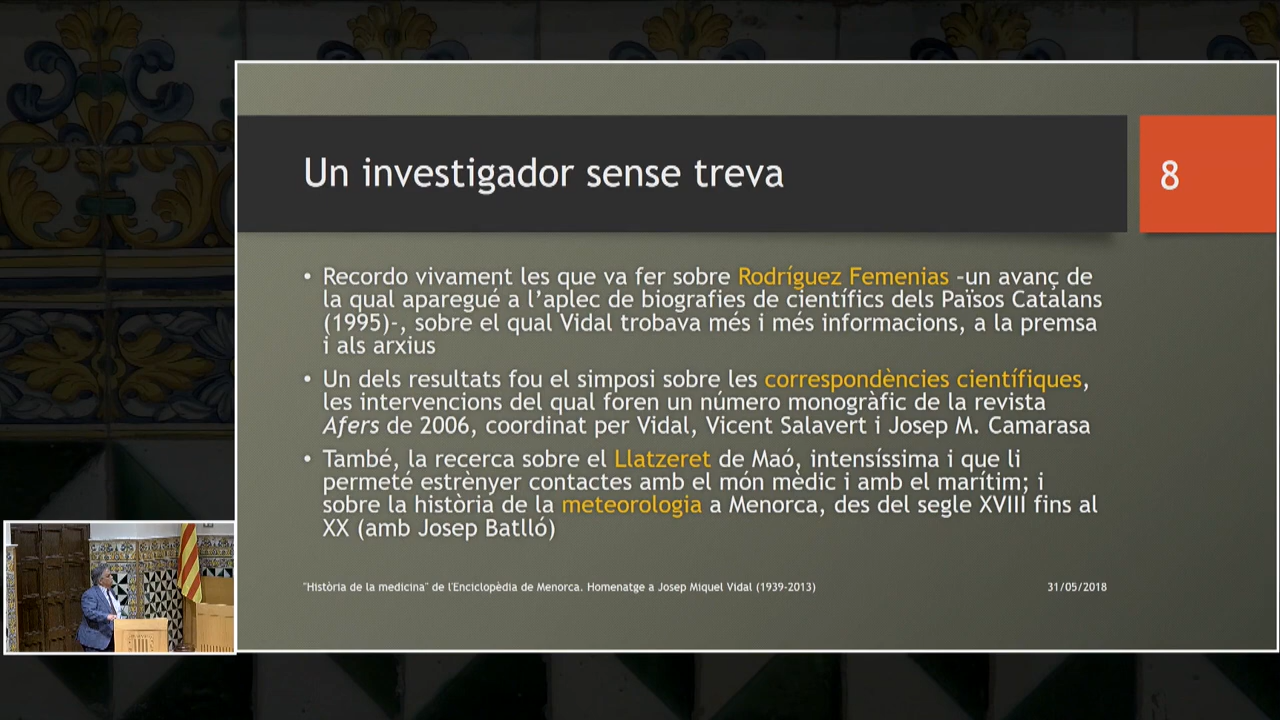 Un investigador sense treva
8
• Recordo vivament les que va fer sobre Rodríguez Femenias –un avanç de
la qual aparegué a l’aplec de biografies de científics dels Països Catalans
(1995)-, sobre el qual Vidal trobava més i més informacions, a la premsa
i als arxius
• Un dels resultats fou el simposi sobre les correspondències científiques,
les intervencions del qual foren un número monogràfic de la revista
Afers de 2006, coordinat per Vidal, Vicent Salavert i Josep M. Camarasa
• També, la recerca sobre el Llatzeret de Maó, intensíssima i que li
permeté estrènyer contactes amb el món mèdic i amb el marítim; i
sobre la història de la meteorologia a Menorca, des del segle XVIII fins al
XX (amb Josep Batlló)
"Història de la medicina" de l'Enciclopèdia de Menorca. Homenatge a Josep Miquel Vidal (1939-2013)
31/05/2018